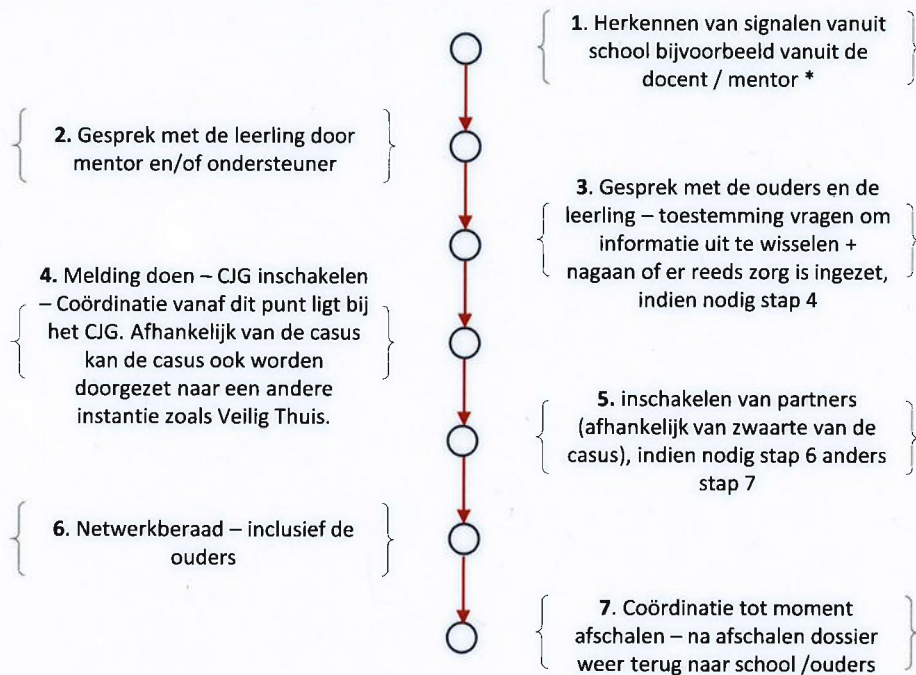 1. Herkennen van signalen vanuit
school bijvoorbeeld vanuit de
docent / mentor *
2. Gesprek met de leerling door
mentor en/of ondersteuner
3. Gesprek met de ouders en de
leerling – toestemming vragen om
informatie uit te wisselen +
nagaan of er reeds zorg is ingezet,
indien nodig stap 4
4. Melding doen – CJG inschakelen
– Coördinatie vanaf dit punt ligt bij
het CJG. Afhankelijk van de casus
kan de casus ook worden
doorgezet naar een andere
instantie zoals Veilig Thuis.
5. inschakelen van partners
(afhankelijk van zwaarte van de
casus), indien nodig stap 6 anders
stap 7
6. Netwerkberaad – inclusief de
ouders
7. Coördinatie tot moment
afschalen – na afschalen dossier
weer terug naar school /ouders